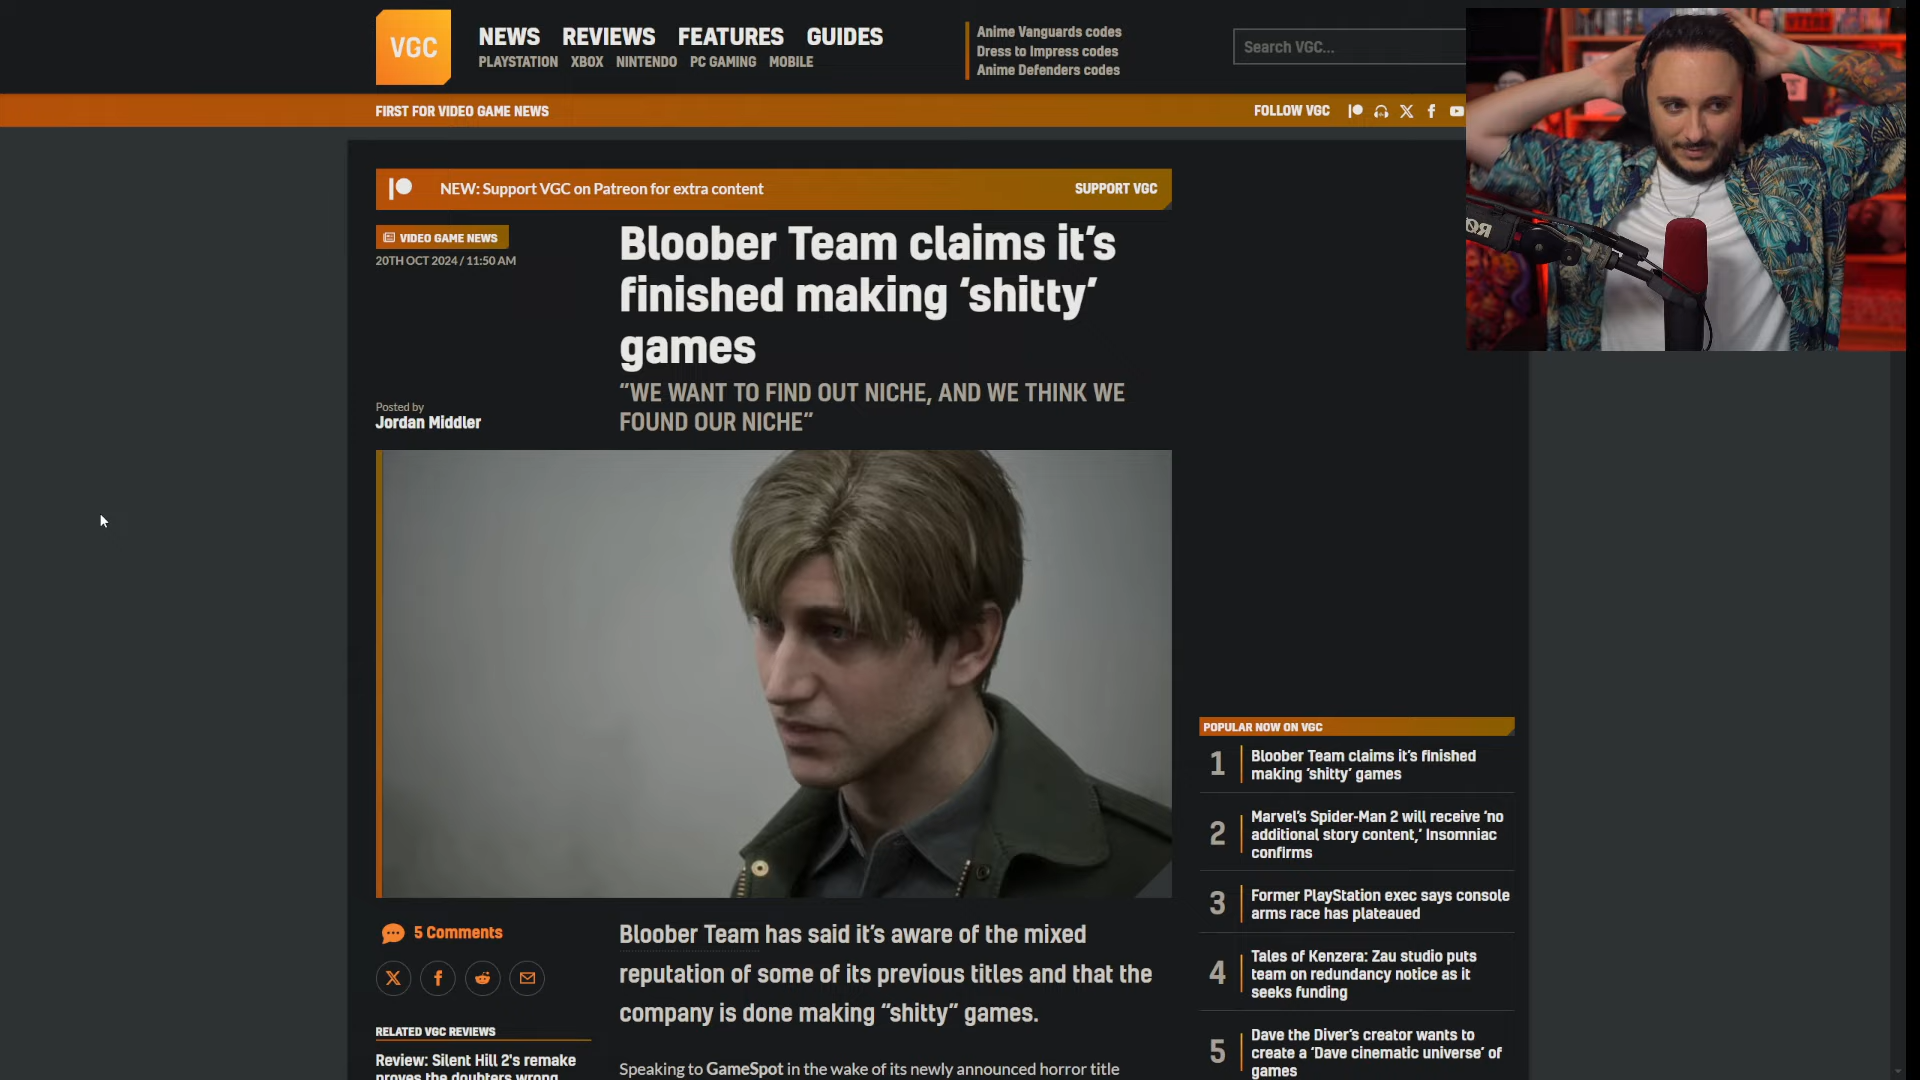 VGC
NEWS REVIEWS FEATURES GUIDES
PLAYSTATION XBOX NINTENDO PC GAMING MOBILE
Anime Vanguards codes
Dress to Impress codes
Anime Defenders codes
Search VGC...
FIRST FOR VIDEO GAME NEWS
FOLLOW VGC
NEW: Support VGC on Patreon for extra content
SUPPORT VGC
VIDEO GAME NEWS
20TH OCT 2024 / 11:50 AM
Bloober Team claims it’s
finished making ‘shitty’
games
“WE WANT TO FIND OUT NICHE, AND WE THINK WE
FOUND OUR NICHE”
Posted by
Jordan Middler
5 Comments
RELATED VGC REVIEWS
Review: Silent Hill 2's remake
proves the doubters wrong
Bloober Team has said it’s aware of the mixed
reputation of some of its previous titles and that the
company is done making “shitty” games.
Speaking to GameSpot in the wake of its newly announced horror title
POPULAR NOW ON VGC
1
Bloober Team claims it’s finished
making ‘shitty’ games
2
Marvel’s Spider-Man 2 will receive ‘no
additional story content,’ Insomniac
confirms
3
Former PlayStation exec says console
arms race has plateaued
4
Tales of Kenzera: Zau studio puts
team on redundancy notice as it
seeks funding
5
Dave the Diver’s creator wants to
create a ‘Dave cinematic universe’ of
games
RØD